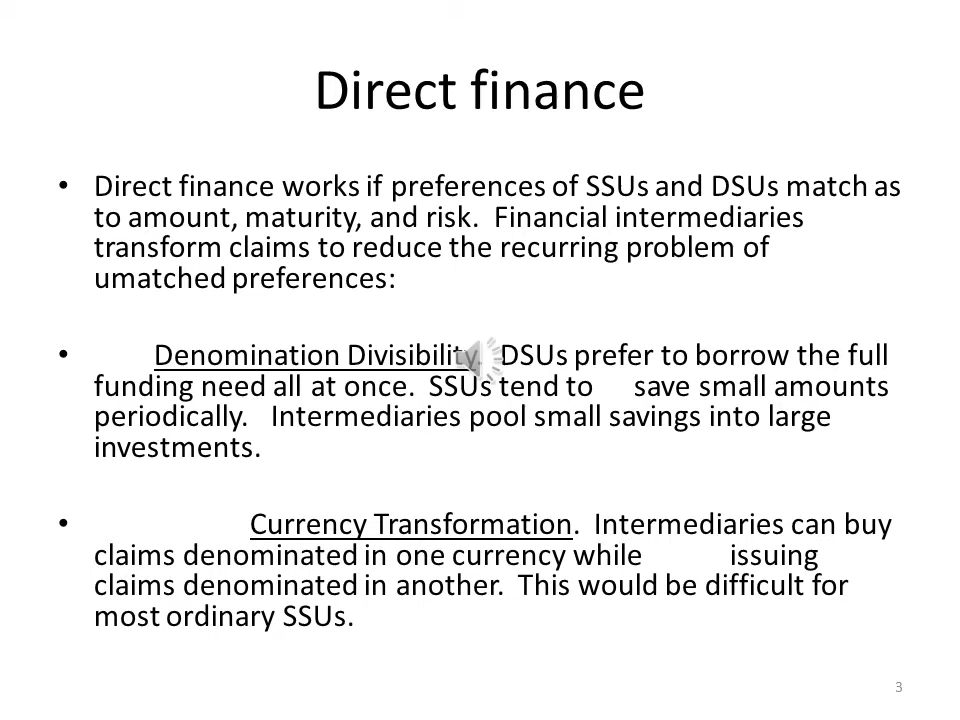 Direct finance
• Direct finance works if preferences of SSUs and DSUs match as
to amount, maturity, and risk. Financial intermediaries
transform claims to reduce the recurring problem of
umatched preferences:
• Denomination Divisibility. DSUs prefer to borrow the full
funding need all at once. SSUs tend to save small amounts
periodically. Intermediaries pool small savings into large
investments.
• Currency Transformation. Intermediaries can buy
claims denominated in one currency while issuing
claims denominated in another. This would be difficult for
most ordinary SSUs.
3